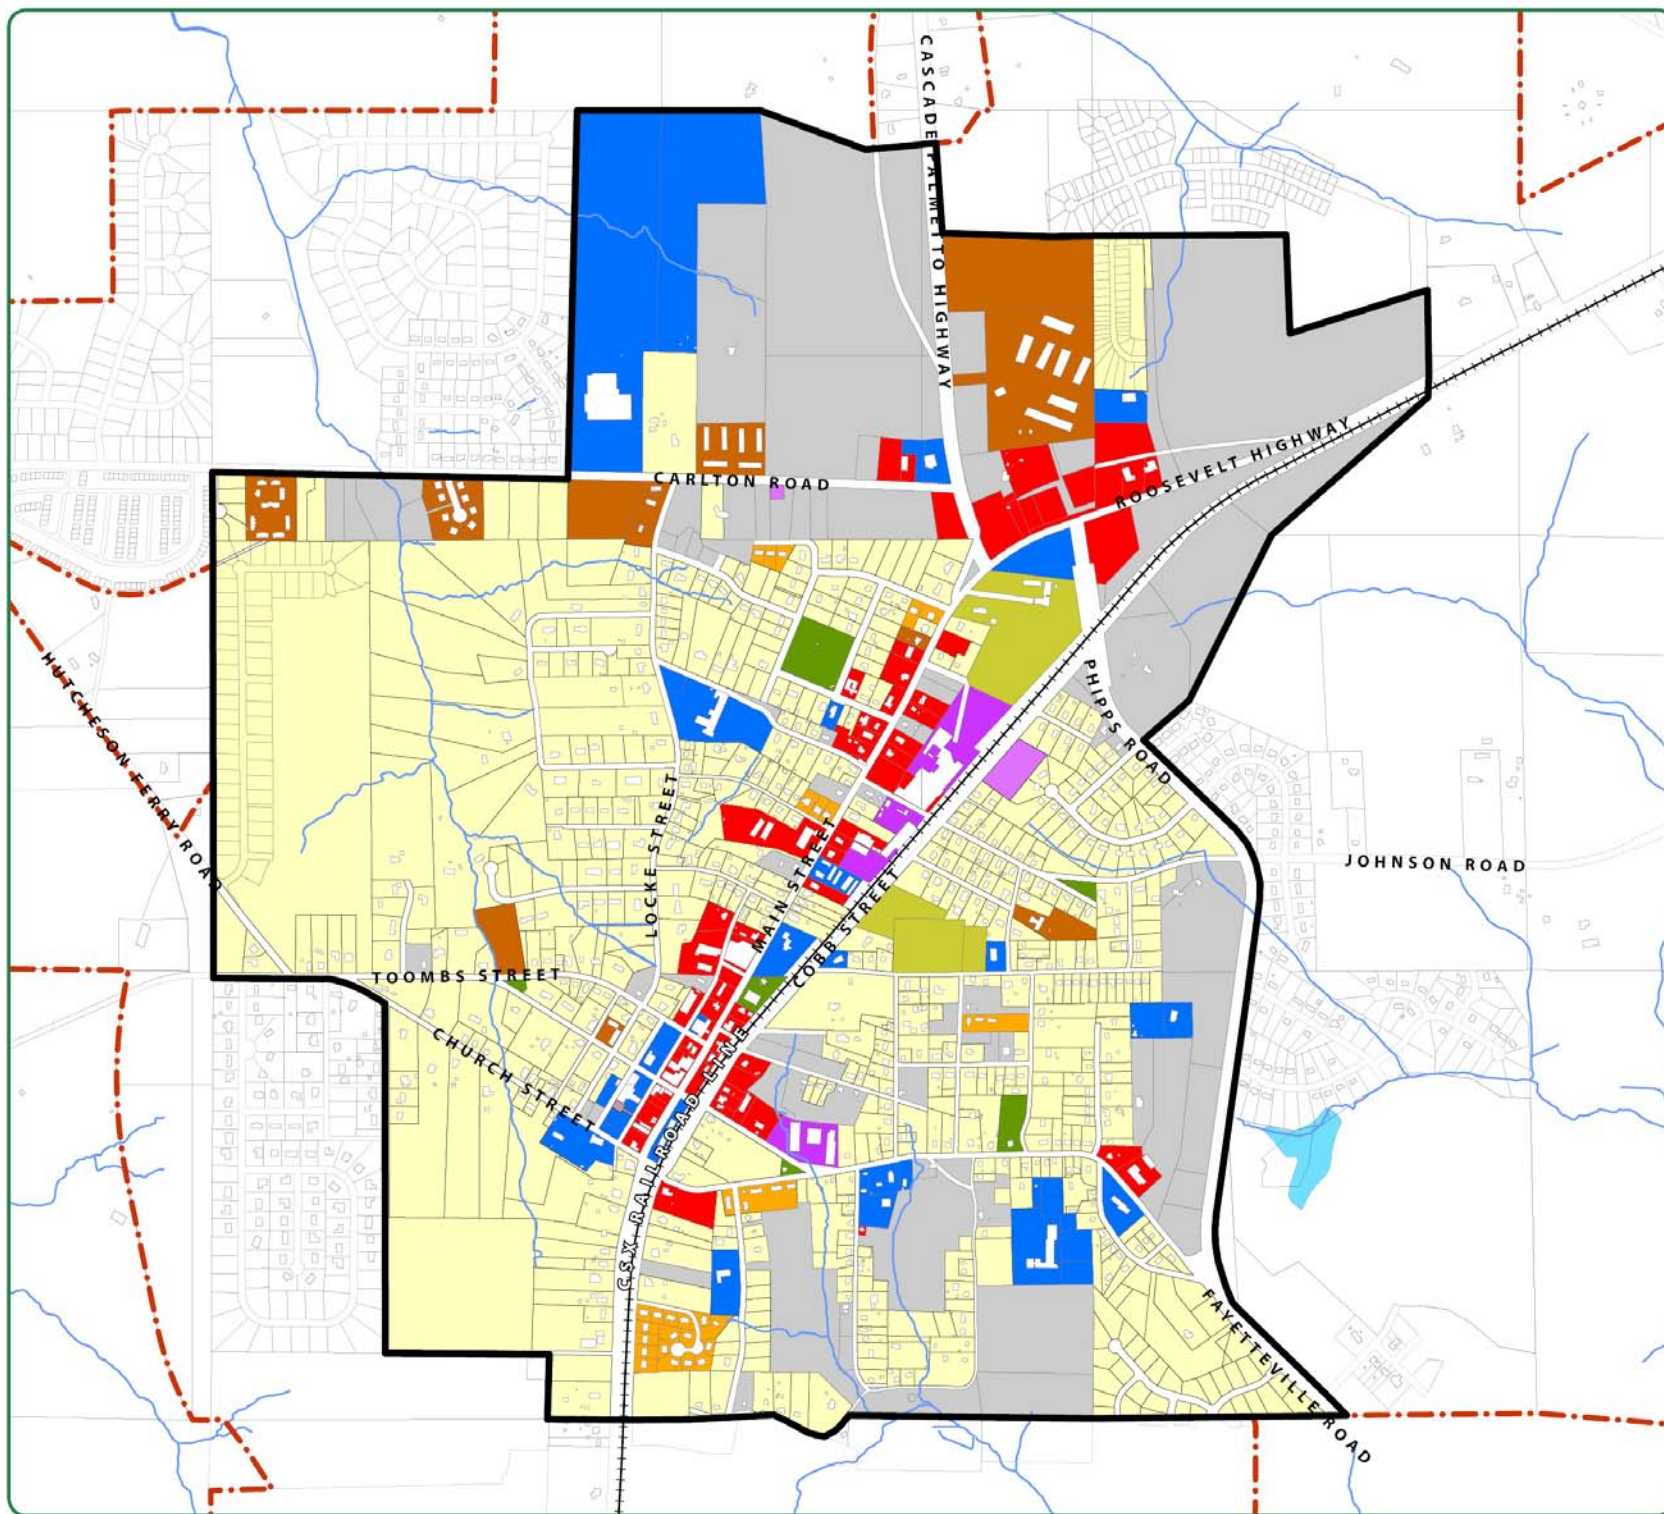 CASCADE PALMETTO HIGHWAY
CARLTON ROAD
ROOSEVELT HIGHWAY
HUTCHESON FERRY ROAD
PHIPPS ROAD
LOCKE STREET
MAIN STREET
JOHNSON ROAD
COBB STREET
TOOMBS STREET
CHURCH STREET
CSX RAILROAD LINE
FAYETTEVILLE ROAD